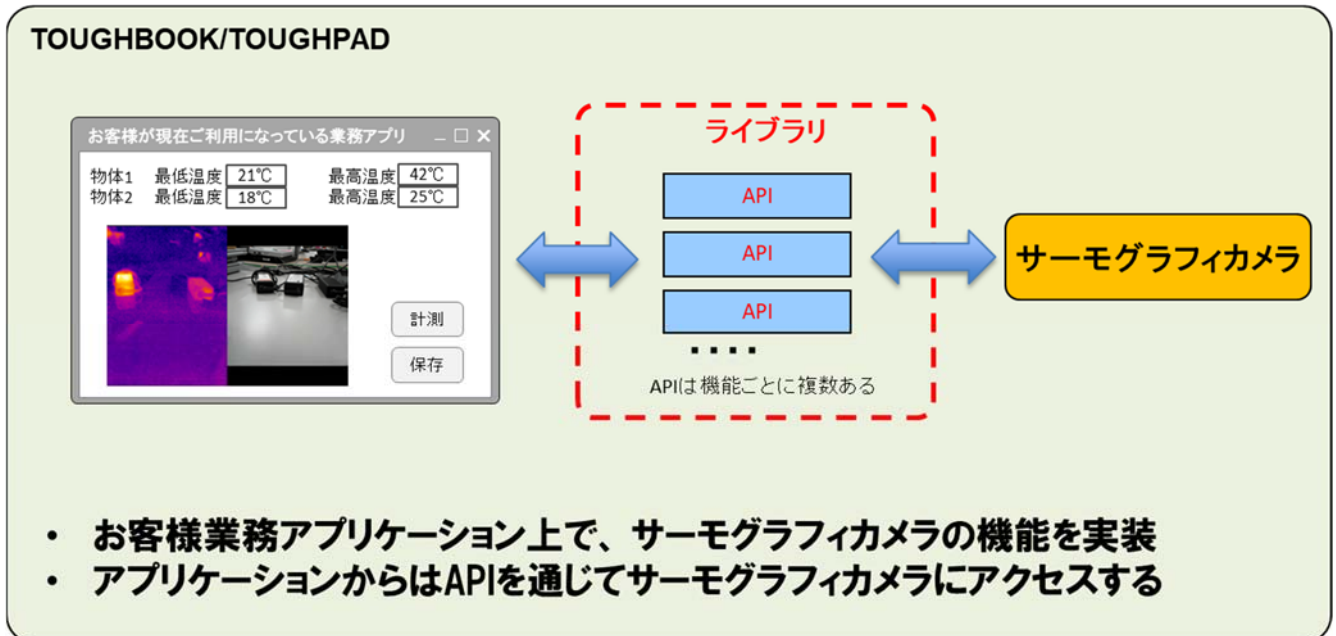 TOUGHBOOK/TOUGHPAD
お客様が現在ご利用になっている業務アプリ
物体1 最低温度 21℃ 最高温度 42℃
物体2 最低温度 18℃ 最高温度 25℃
計測
保存
ライブラリ
API
API
API
････
APIは機能ごとに複数ある
サーモグラフィカメラ
• お客様業務アプリケーション上で、サーモグラフィカメラの機能を実装
• アプリケーションからはAPIを通じてサーモグラフィカメラにアクセスする